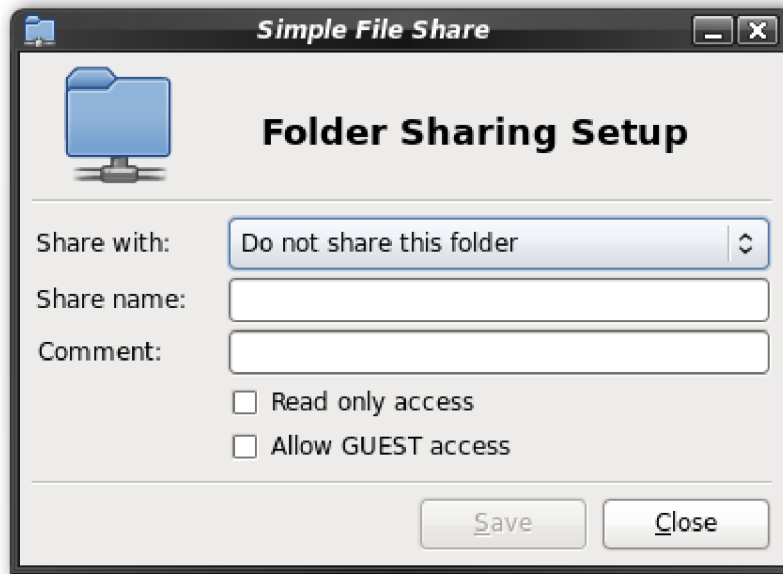 Simple File Share
Folder Sharing Setup
Share with: Do not share this folder
Share name:
Comment:
Read only access
Allow GUEST access
Save Close